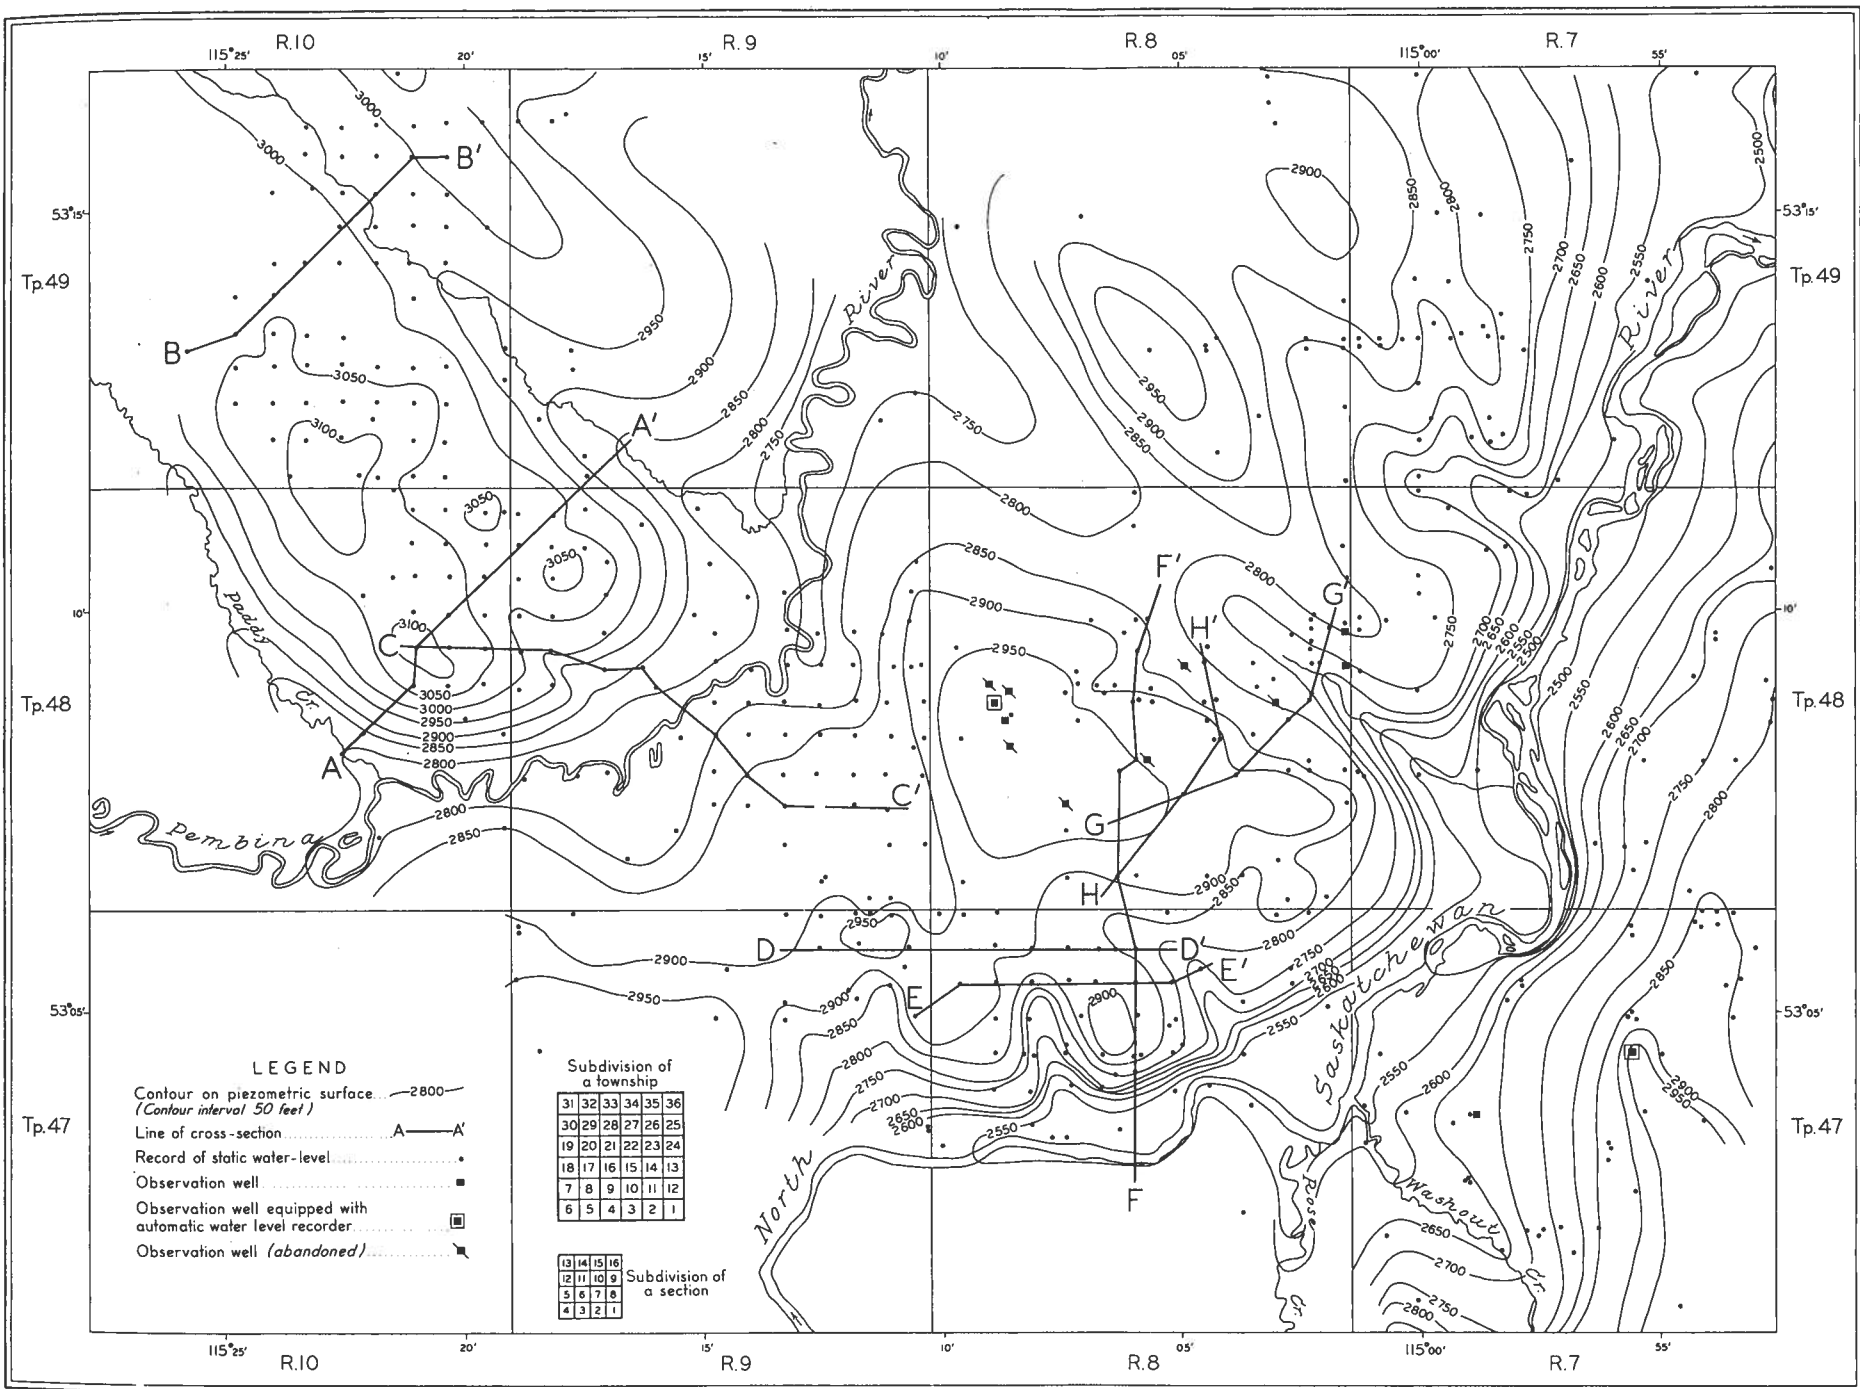 R.10 R.9 R.8 R.7
115°25' 20' 15' 10' 05' 115°00' 55'
3000
3000
B'
2900
2850
2800
2500
53°15'
53°15'
2750
2700
2650
2600
2550
Tp.49
Tp.49
River
River
B
2950
2900
3050
2850
2950
3100
A'
2800
2750
2750
2900
2850
3050
2800
3050
2850
2800
F'
G'
10'
10'
Paddy
Cr.
C
3100
2900
H'
2950
2750
2700
2650
2600
2550
2500
2500
2550
2600
2650
2700
2750
2800
Tp.48
Tp.48
3050
3000
2950
2900
2850
2800
A
C'
G
Pembina
2800
2850
H
2900
2850
2950
D
D'
2800
2750
2700
2650
2600
E'
2900
2950
E
2900
2900
2850
2550
2850
53°05'
53°05'
Saskatchewan
2800
2750
2700
2650
2600
2550
2550
2600
2900
2950
Tp.47
Tp.47
North
F
Rose
Cr.
Washout
Cr.
2650
2700
2750
2800
LEGEND
Contour on piezometric surface... 2800
(Contour interval 50 feet)
Line of cross-section A A'
Record of static water-level
Observation well
Observation well equipped with
automatic water level recorder
Observation well (abandoned)
Subdivision of
a township
31 32 33 34 35 36
30 29 28 27 26 25
19 20 21 22 23 24
18 17 16 15 14 13
7 8 9 10 11 12
6 5 4 3 2 1
13 14 15 16
12 11 10 9
5 6 7 8
4 3 2 1
Subdivision of
a section
115°25' 20' 15' 10' 05' 115°00' 55'
R.10 R.9 R.8 R.7